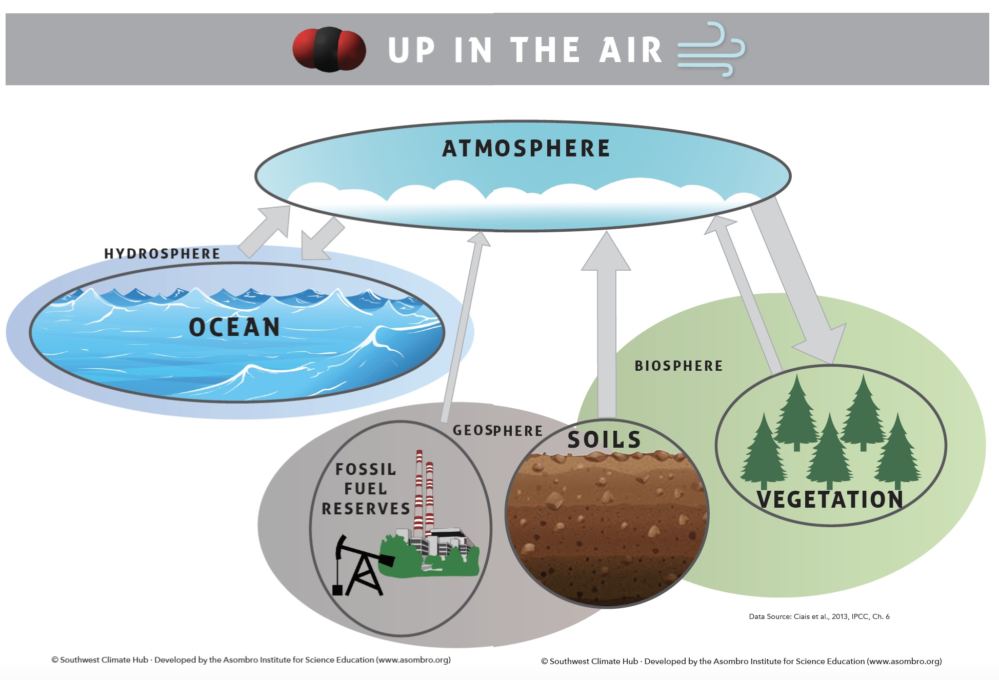 UP IN THE AIR
ATMOSPHERE
HYDROSPHERE
OCEAN
BIOSPHERE
GEOSPHERE
SOILS
FOSSIL
FUEL
RESERVES
VEGETATION
Data Source: Ciais et al., 2013, IPCC, Ch. 6
© Southwest Climate Hub · Developed by the Asombro Institute for Science Education (www.asombro.org)
© Southwest Climate Hub · Developed by the Asombro Institute for Science Education (www.asombro.org)